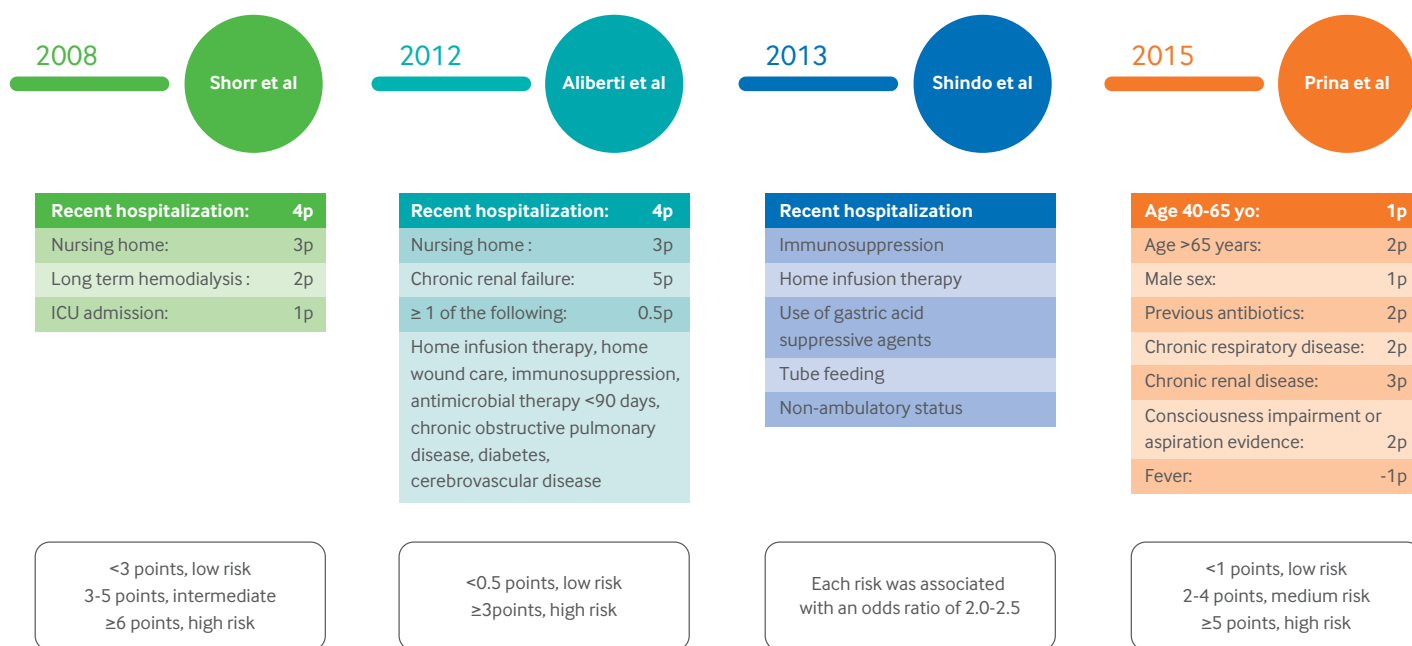 2008
Shorr et al
Recent hospitalization: 4p
Nursing home: 3p
Long term hemodialysis : 2p
ICU admission: 1p
<3 points, low risk
3-5 points, intermediate
≥6 points, high risk
2012
Aliberti et al
Recent hospitalization: 4p
Nursing home : 3p
Chronic renal failure: 5p
≥ 1 of the following: 0.5p
Home infusion therapy, home
wound care, immunosuppression,
antimicrobial therapy <90 days,
chronic obstructive pulmonary
disease, diabetes,
cerebrovascular disease
<0.5 points, low risk
≥3points, high risk
2013
Shindo et al
Recent hospitalization
Immunosuppression
Home infusion therapy
Use of gastric acid
suppressive agents
Tube feeding
Non-ambulatory status
Each risk was associated
with an odds ratio of 2.0-2.5
2015
Prina et al
Age 40-65 yo: 1p
Age >65 years: 2p
Male sex: 1p
Previous antibiotics: 2p
Chronic respiratory disease: 2p
Chronic renal disease: 3p
Consciousness impairment or
aspiration evidence: 2p
Fever: -1p
<1 points, low risk
2-4 points, medium risk
≥5 points, high risk